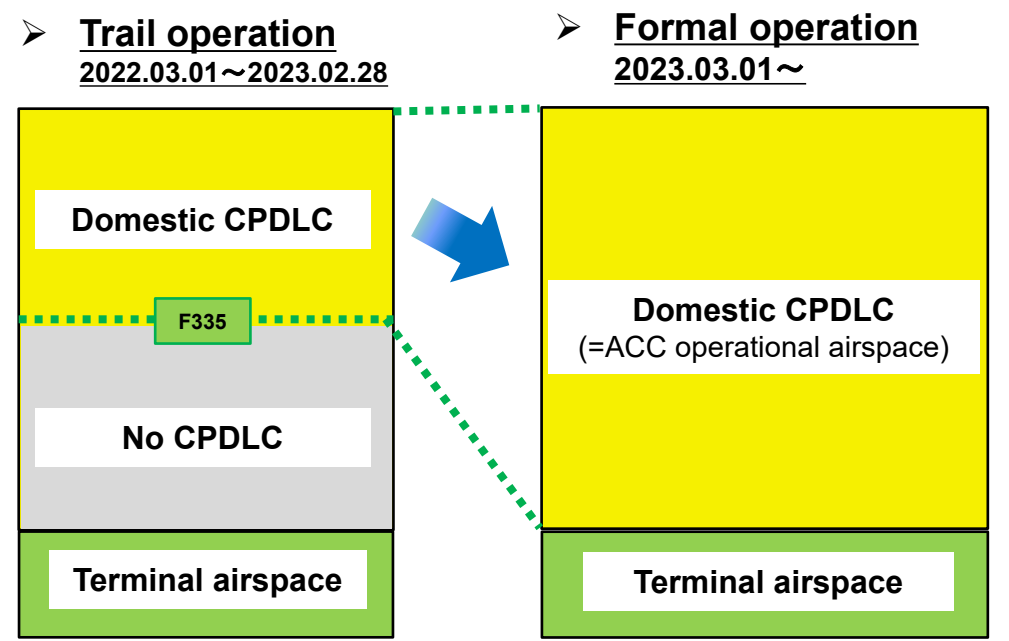 ➢ Trail operation
2022.03.01～2023.02.28
Domestic CPDLC
F335
No CPDLC
Terminal airspace
➢ Formal operation
2023.03.01～
Domestic CPDLC
(=ACC operational airspace)
Terminal airspace